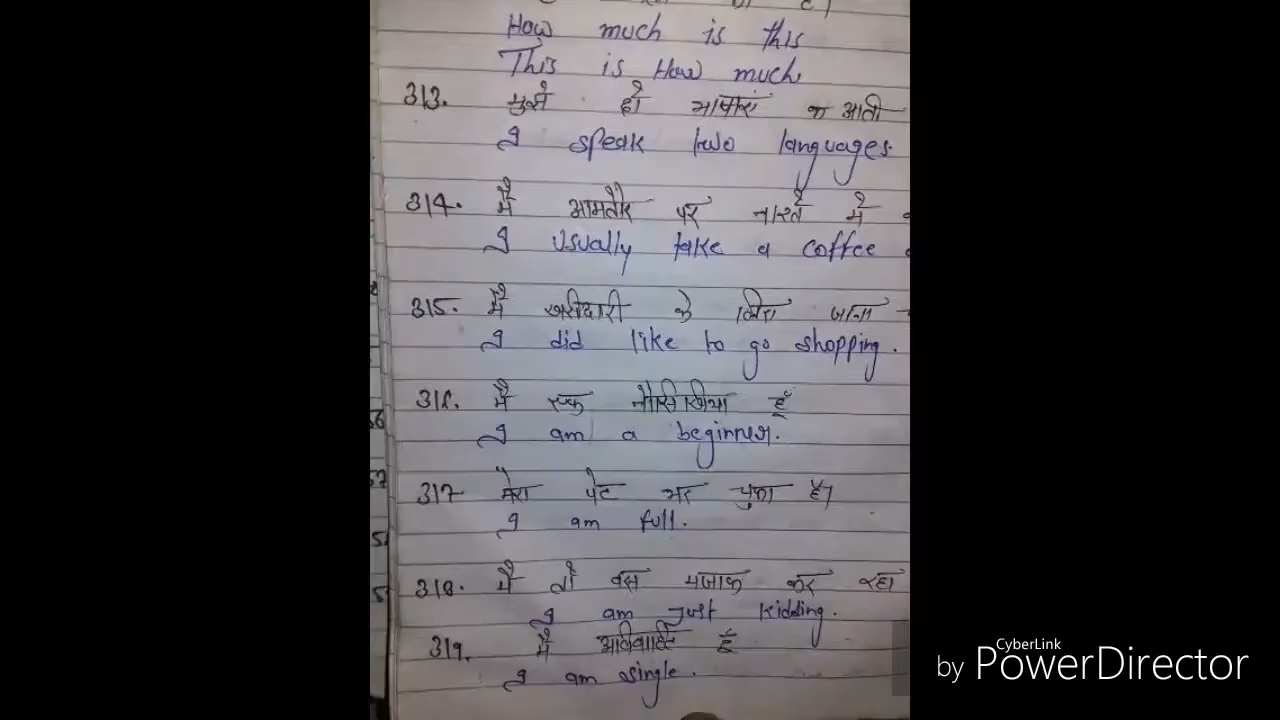 How much is this
This is How much
313. मुझे दो भाषाएं आती
I speak two languages.
314. मैं आमतौर पर नाश्ते में
I Usually take a coffee
315. मैं खरीदारी के लिए जाना
I did like to go shopping.
316. मैं एक नौसिखिया हूँ
I am a beginner.
317 मेरा पेट भर चुका है।
I am full.
318. मैं तो बस मजाक कर रहा
I am Just kidding.
319. मैं अविवाहित हूँ
I am single.
CyberLink
by PowerDirector